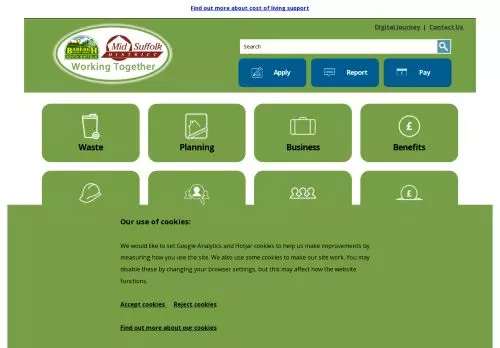 Find out more about cost of living support
Digital Journey | Contact Us
BABERGH
Mid Suffolk
DISTRICT
Working Together
Search
Apply
Report
Pay
Waste
Planning
Business
Benefits
Our use of cookies:
We would like to set Google Analytics and Hotjar cookies to help us make improvements by
measuring how you use the site. We also use some cookies to make our site work. You may
disable these by changing your browser settings, but this may affect how the website
functions.
Accept cookies Reject cookies
Find out more about our cookies